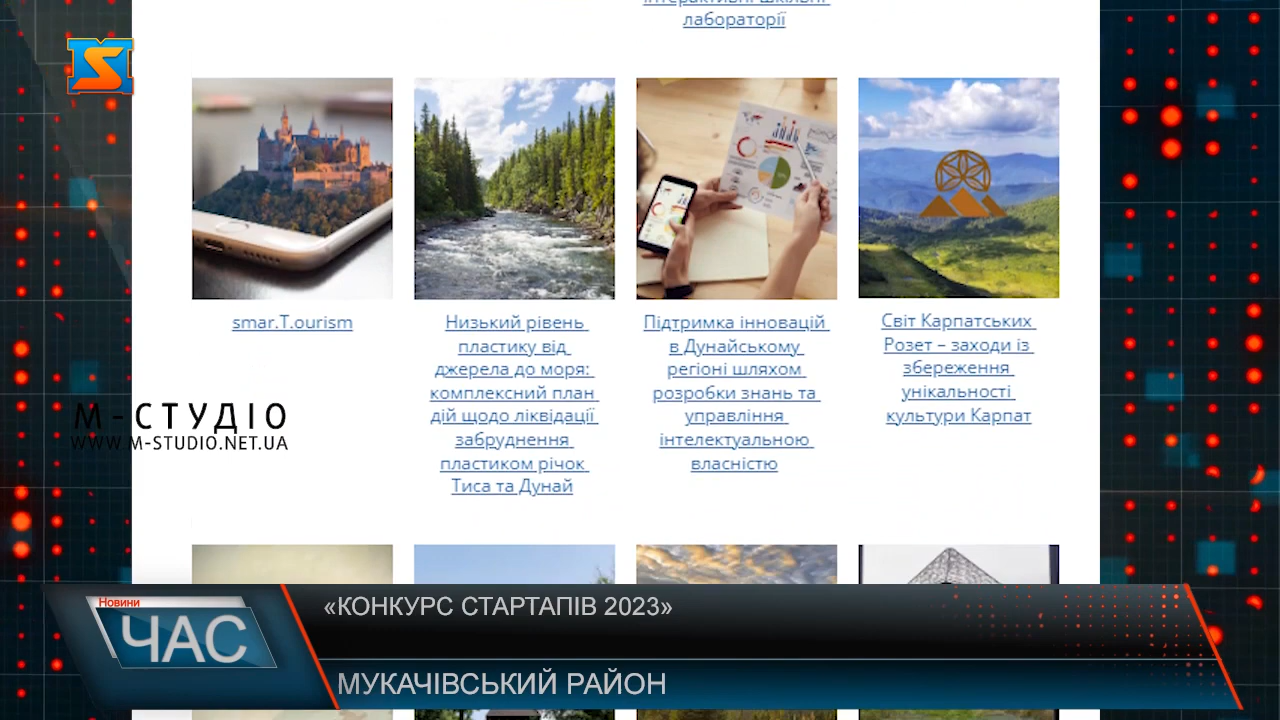 інтерактивні шкільні
лабораторії
smar.T.ourism
Низький рівень
пластику від
джерела до моря:
комплексний план
дій щодо ліквідації
забруднення
пластиком річок
Тиса та Дунай
Підтримка інновацій
в Дунайському
регіоні шляхом
розробки знань та
управління
інтелектуальною
власністю
Світ Карпатських
Розет – заходи із
збереження
унікальності
культури Карпат
М-СТУДІО
WWW.M-STUDIO.NET.UA
Новини
ЧАС
«КОНКУРС СТАРТАПІВ 2023»
МУКАЧІВСЬКИЙ РАЙОН